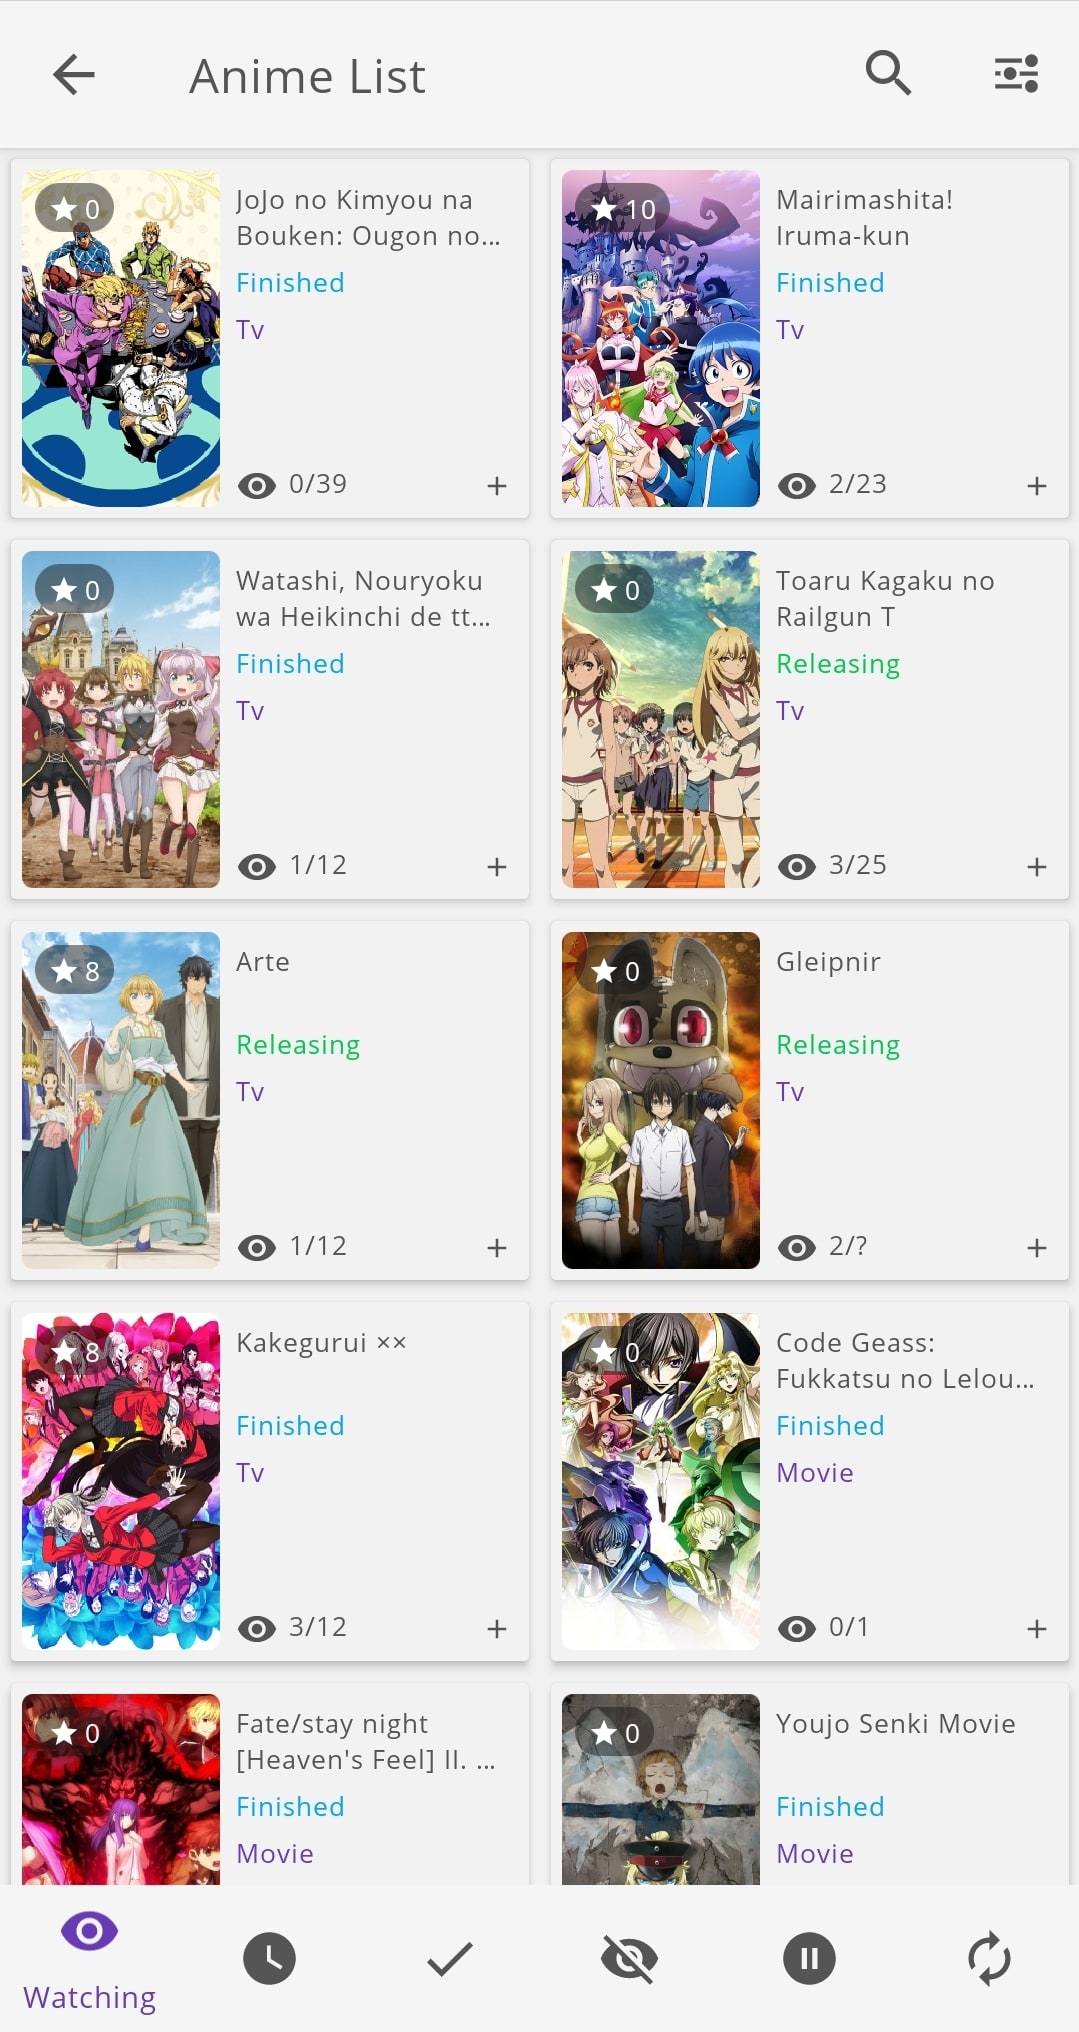 Anime List
0
JoJo no Kimyou na
Bouken: Ougon no...
Finished
Tv
0/39
+
10
Mairimashita!
Iruma-kun
Finished
Tv
2/23
+
0
Watashi, Nouryoku
wa Heikinchi de tt...
Finished
Tv
1/12
+
0
Toaru Kagaku no
Railgun T
Releasing
Tv
3/25
+
8
Arte
Releasing
Tv
1/12
+
0
Gleipnir
Releasing
Tv
2/?
+
8
Kakegurui ××
Finished
Tv
3/12
+
0
Code Geass:
Fukkatsu no Lelou...
Finished
Movie
0/1
+
0
Fate/stay night
[Heaven's Feel] II. ...
Finished
Movie
0
Youjo Senki Movie
Finished
Movie
Watching